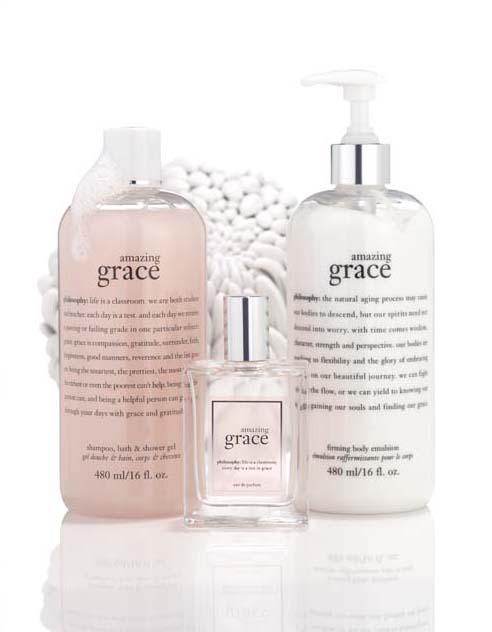 amazing
grace
philosophy: life is a classroom. we are both student
and teacher. each day is a test. and each day we receive
a passing or failing grade in one particular subject:
grace. grace is compassion, gratitude, surrender, faith,
forgiveness, good manners, reverence and the list goes
being the smartest, the prettiest, the most
the richest or even the poorest can't help. being
person can, and being a helpful person can
through your days with grace and gratitude.
shampoo, bath & shower gel
gel douche & bain, corps & cheveux
480 ml/16 fl. oz.
amazing
grace
philosophy: life is a classroom.
every day is a test in grace
eau de parfum
amazing
grace
philosophy: the natural aging process may cause
our bodies to descend, but our spirits need not
descend into worry. with time comes wisdom,
character, strength and perspective. our bodies are
to flexibility and the glory of embracing
on our beautiful journey. we can fight
the flow, or we can yield to knowing
gaining our souls and finding our grace.
firming body emulsion
émulsion raffermissante pour le corps
480 ml/16 fl. oz.